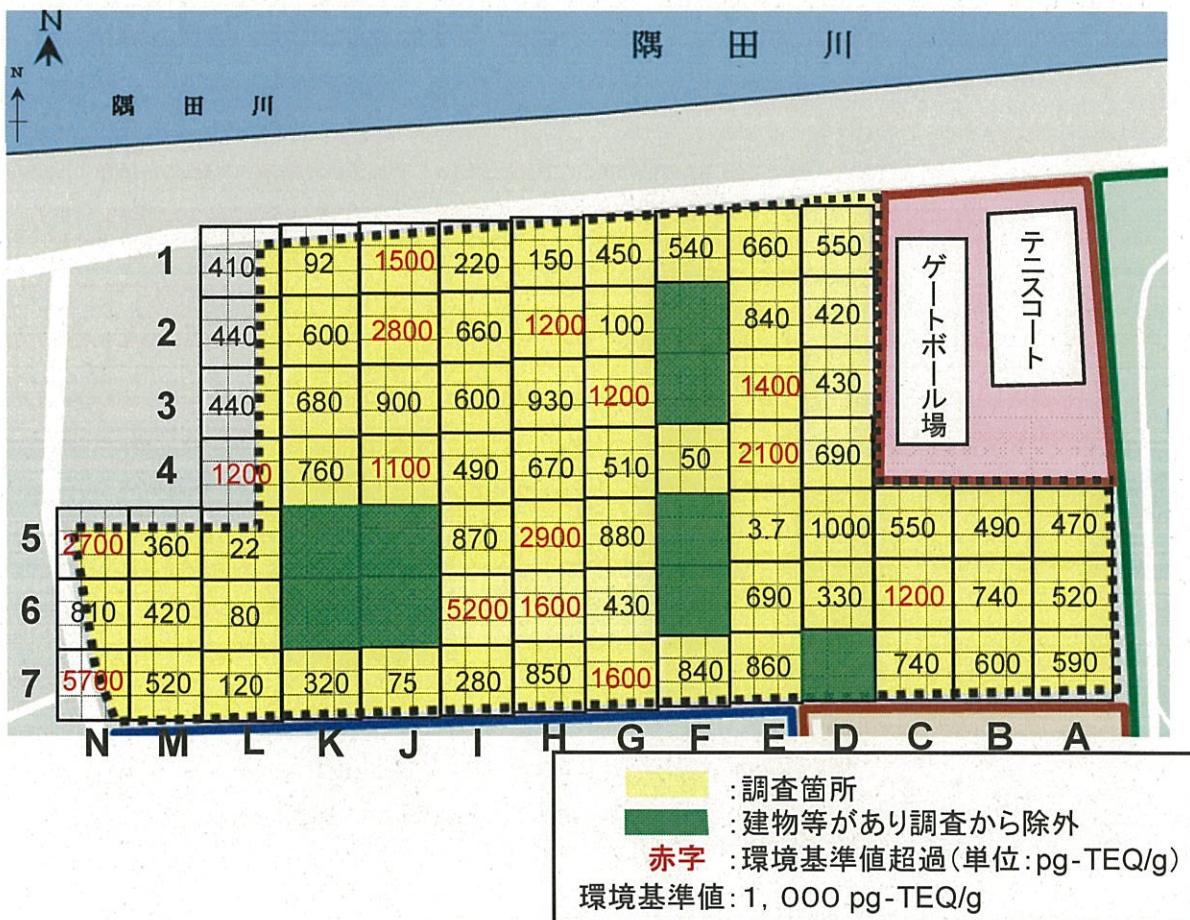 N
隅 田 川
N
隅 田 川
テニスコート
ゲートボール場
1 410 92 1500 220 150 450 540 660 550
2 440 600 2800 660 1200 100 840 420
3 440 680 900 600 930 1200 1400 430
4 1200 760 1100 490 670 510 50 2100 690
5 2700 360 22 870 2900 880 3.7 1000 550 490 470
6 810 420 80 5200 1600 430 690 330 1200 740 520
7 5700 520 120 320 75 280 850 1600 840 860 740 600 590
N M L K J I H G F E D C B A
:調査箇所
:建物等があり調査から除外
赤字 :環境基準値超過(単位:pg-TEQ/g)
環境基準値:1,000 pg-TEQ/g